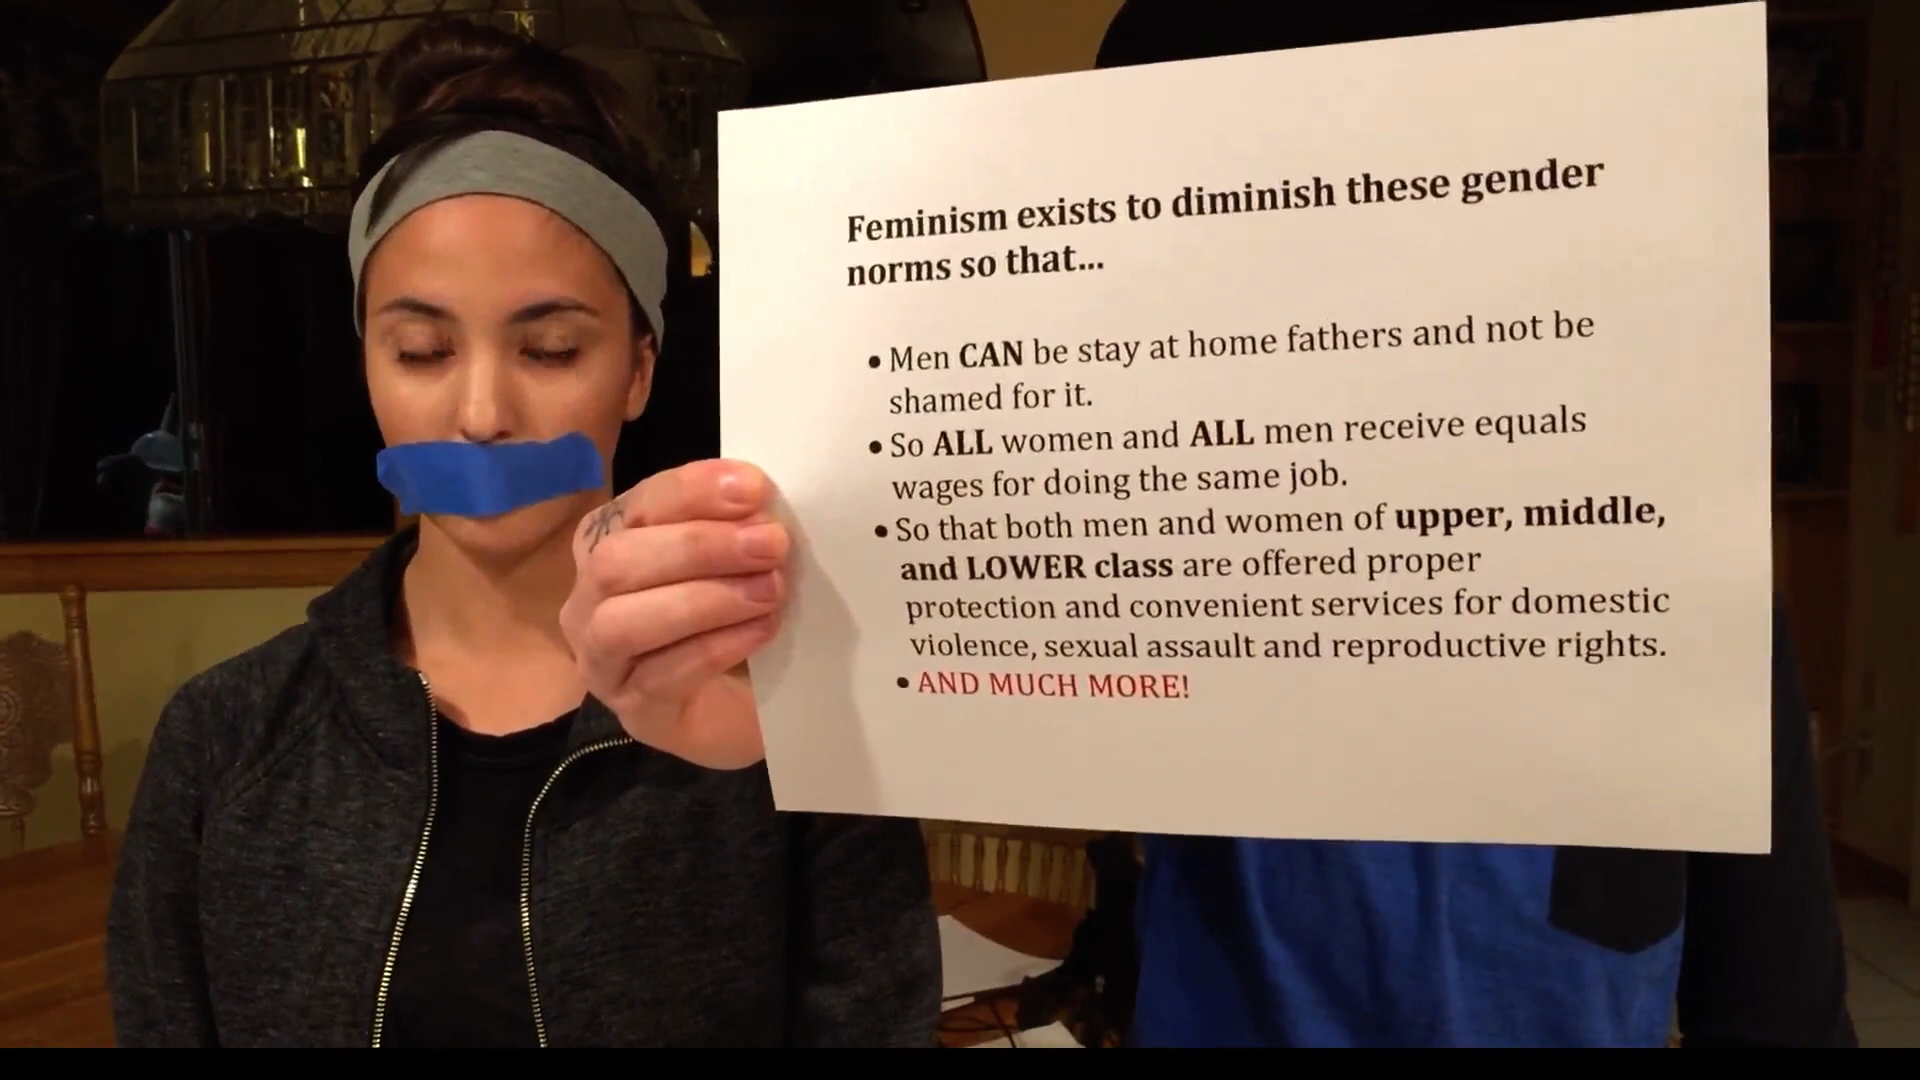 Feminism exists to diminish these gender
norms so that...
• Men CAN be stay at home fathers and not be
shamed for it.
• So ALL women and ALL men receive equals
wages for doing the same job.
• So that both men and women of upper, middle,
and LOWER class are offered proper
protection and convenient services for domestic
violence, sexual assault and reproductive rights.
• AND MUCH MORE!